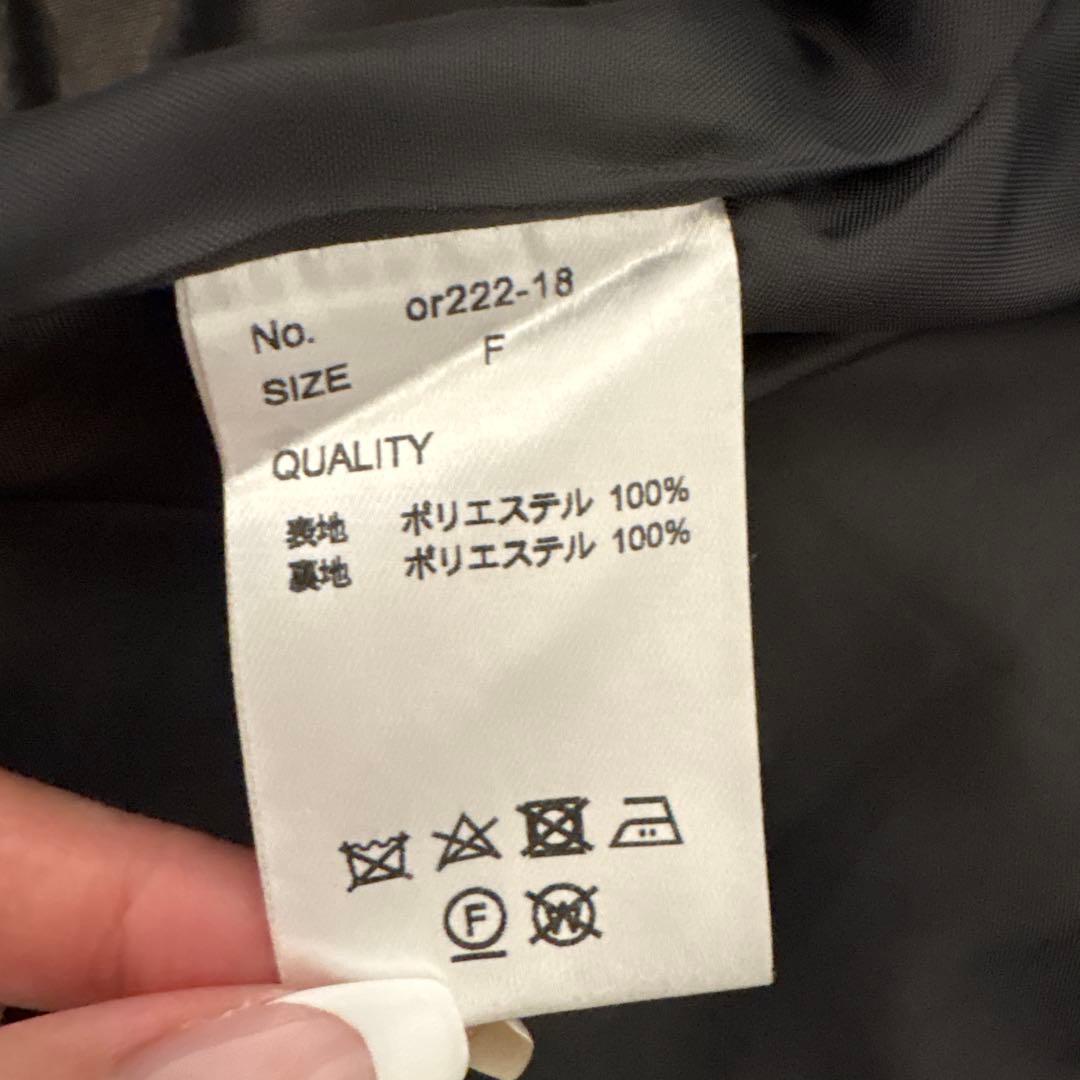 No. or222-18
SIZE F
QUALITY
表地 ポリエステル 100%
裏地 ポリエステル 100%
F W